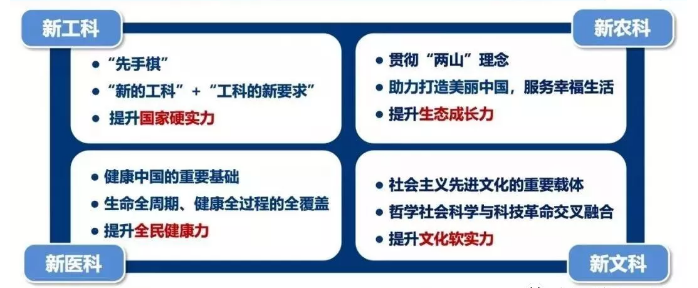 新工科
新农科
“先手棋”
“新的工科”+“工科的新要求”
提升国家硬实力
贯彻“两山”理念
助力打造美丽中国，服务幸福生活
提升生态成长力
健康中国的重要基础
生命全周期、健康全过程的全覆盖
提升全民健康力
社会主义先进文化的重要载体
哲学社会科学与科技革命交叉融合
提升文化软实力
新医科
新文科